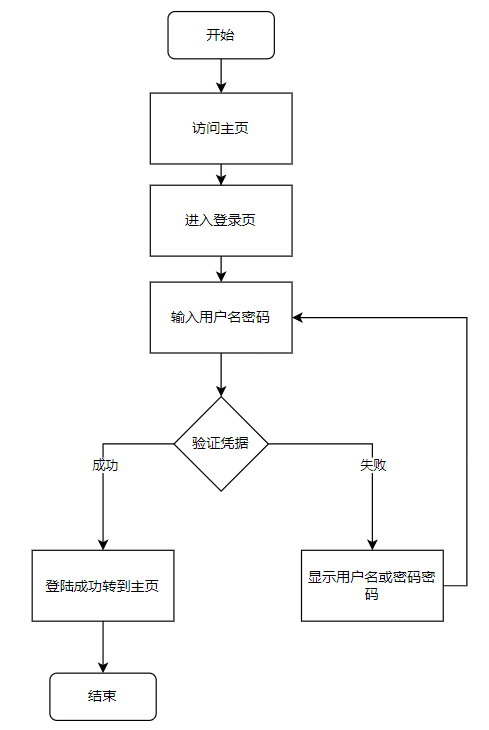 开始
访问主页
进入登录页
输入用户名密码
验证凭据
成功
失败
登陆成功转到主页
显示用户名或密码密
码
结束